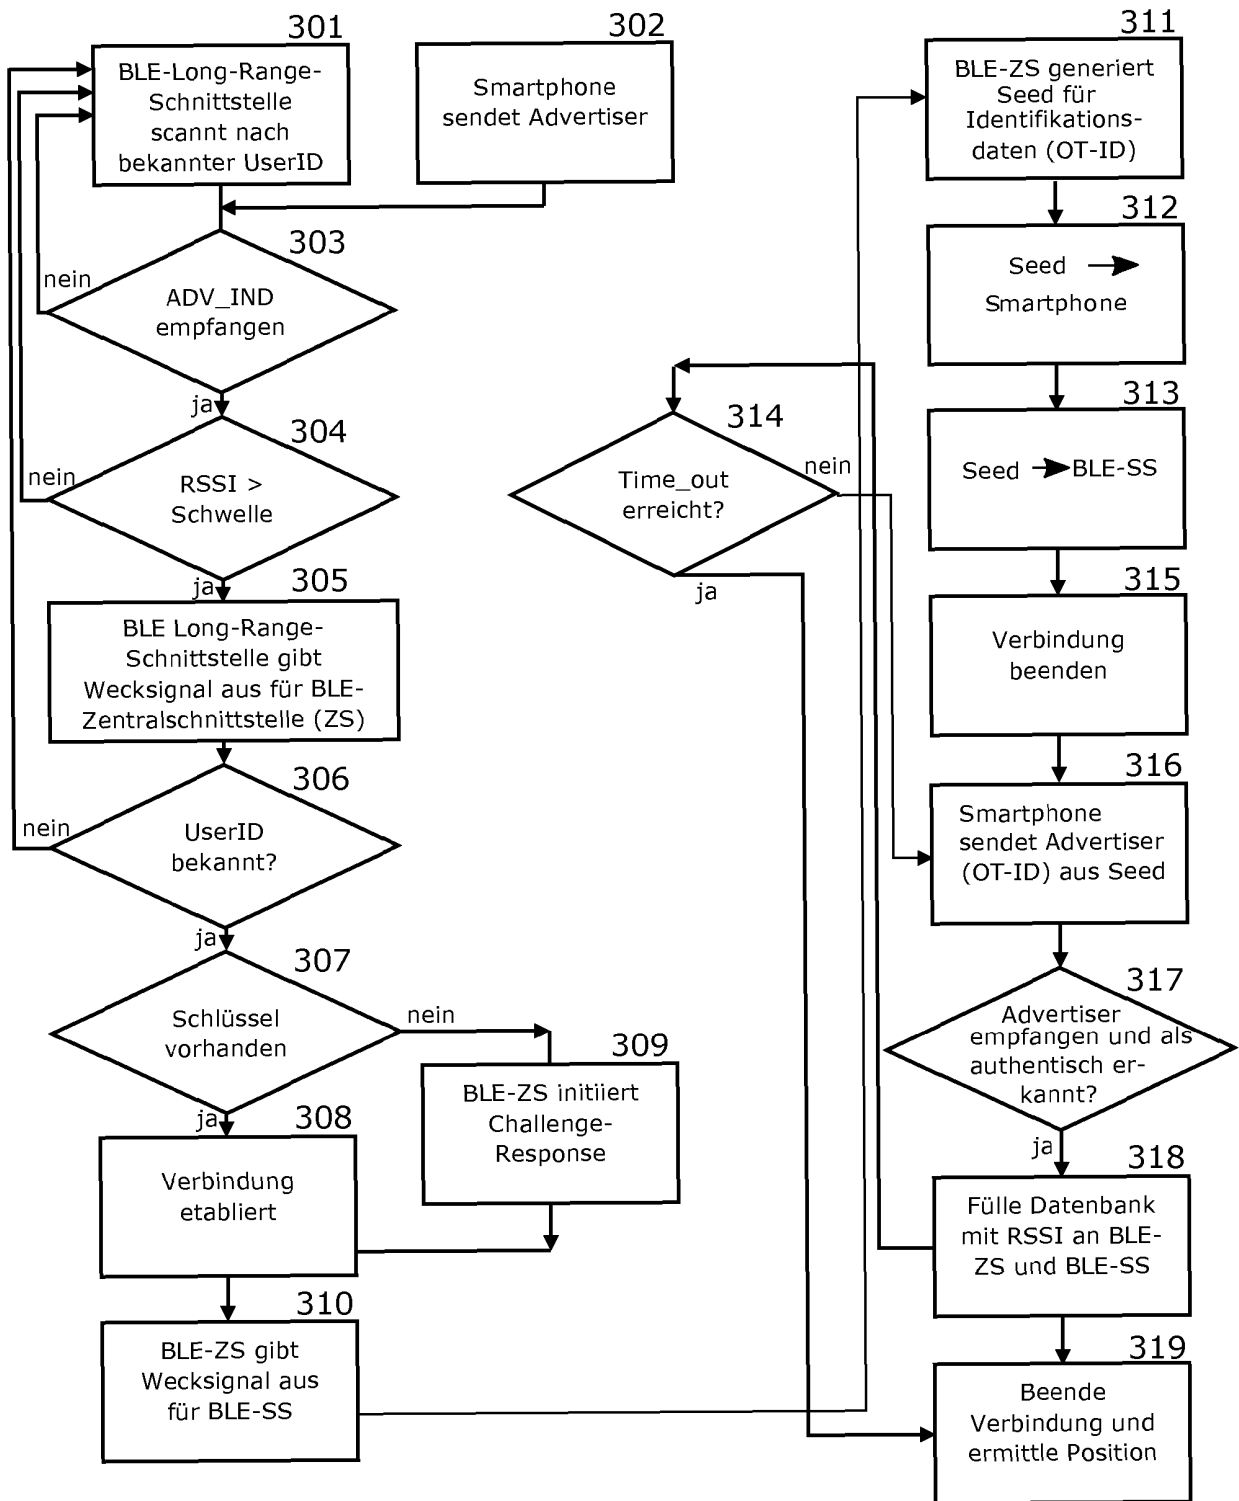 301
BLE-Long-Range-
Schnittstelle
scannt nach
bekannter UserID
302
Smartphone
sendet Advertiser
303
nein
ADV_IND
empfangen
ja
304
nein
RSSI >
Schwelle
ja
305
BLE Long-Range-
Schnittstelle gibt
Wecksignal aus für BLE-
Zentralschnittstelle (ZS)
306
nein
UserID
bekannt?
ja
307
Schlüssel
vorhanden
nein
ja
308
Verbindung
etabliert
309
BLE-ZS initiiert
Challenge-
Response
310
BLE-ZS gibt
Wecksignal aus
für BLE-SS
311
BLE-ZS generiert
Seed für
Identifikations-
daten (OT-ID)
312
Seed →
Smartphone
313
Seed → BLE-SS
314
Time_out
erreicht?
nein
ja
315
Verbindung
beenden
316
Smartphone
sendet Advertiser
(OT-ID) aus Seed
317
Advertiser
empfangen und als
authentisch er-
kannt?
ja
318
Fülle Datenbank
mit RSSI an BLE-
ZS und BLE-SS
319
Beende
Verbindung und
ermittle Position